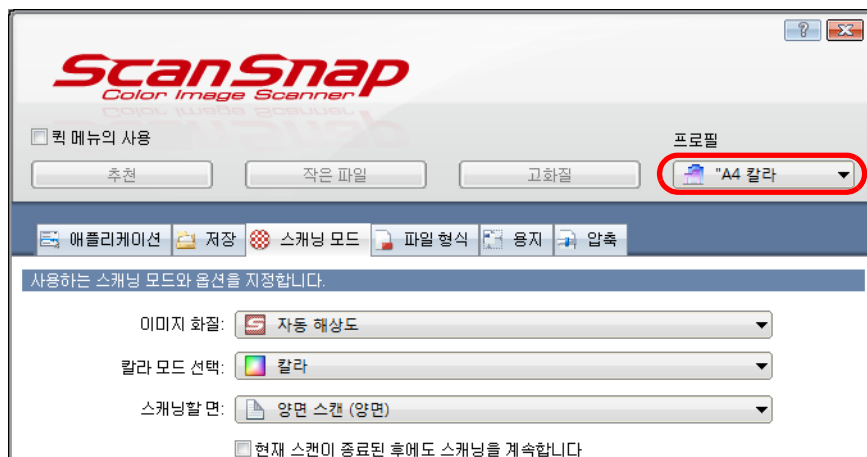 ScanSnap
Color Image Scanner
퀵 메뉴의 사용
프로필
추천 작은 파일 고화질 "A4 칼라
애플리케이션 저장 스캐닝 모드 파일 형식 용지 압축
사용하는 스캐닝 모드와 옵션을 지정합니다.
이미지 화질: 자동 해상도
칼라 모드 선택: 칼라
스캐닝할 면: 양면 스캔 (양면)
현재 스캔이 종료된 후에도 스캐닝을 계속합니다